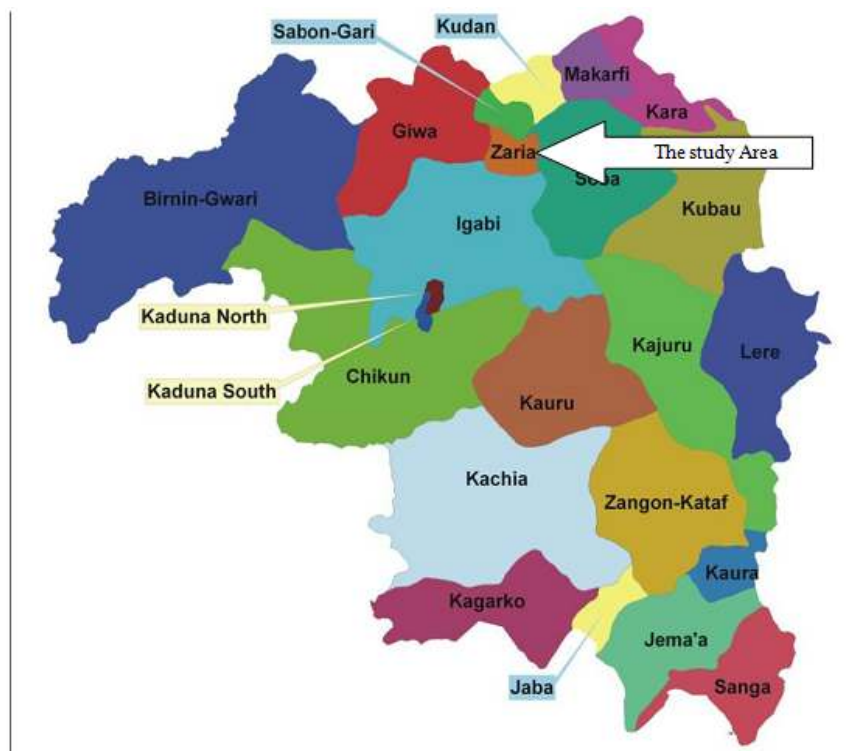 Kudan
Sabon-Gari
Makarfi
Kara
Giwa
Zaria
The study Area
Soba
Birnin-Gwari
Kubau
Igabi
Kaduna North
Kajuru
Lere
Kaduna South
Chikun
Kauru
Kachia
Zangon-Kataf
Kaura
Kagarko
Jema'a
Jaba
Sanga